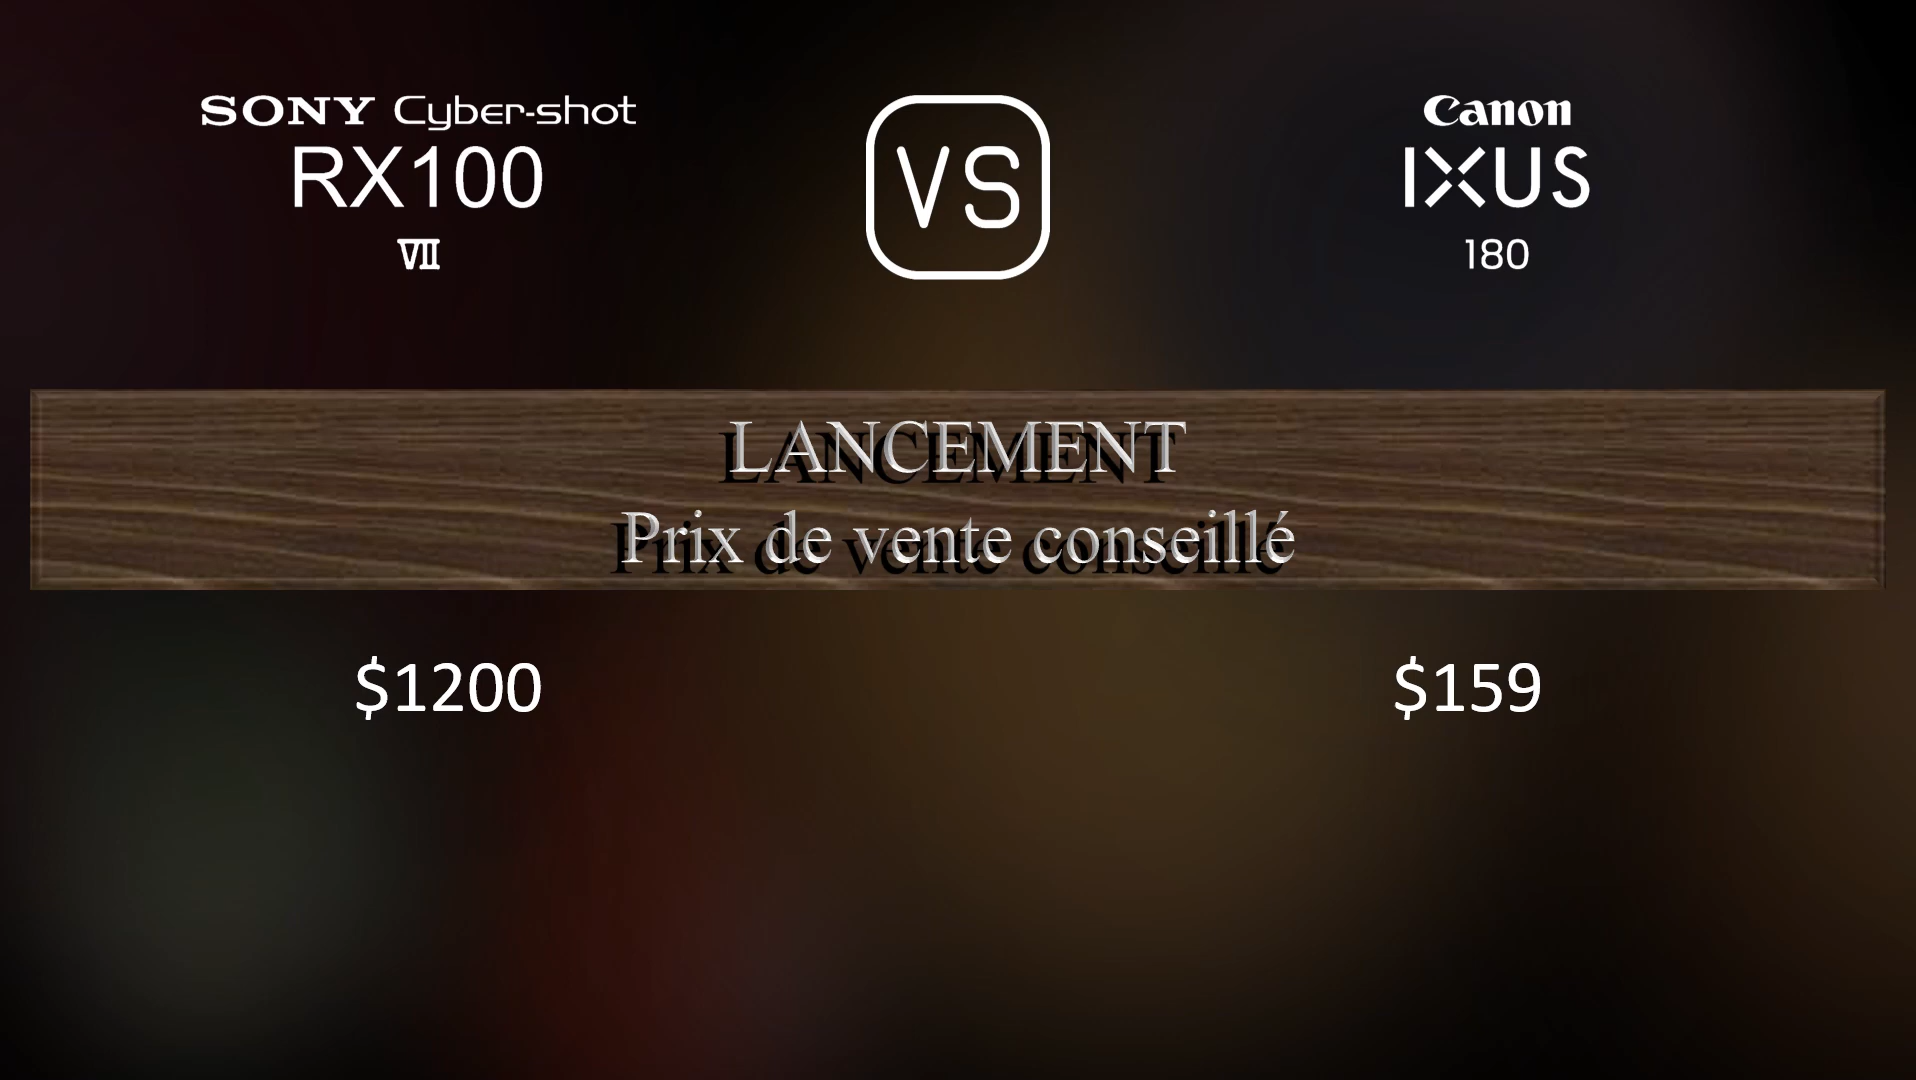 SONY Cyber-shot
RX100
VII
VS
Canon
IXUS
180
LANCEMENT
Prix de vente conseillé
$1200
$159